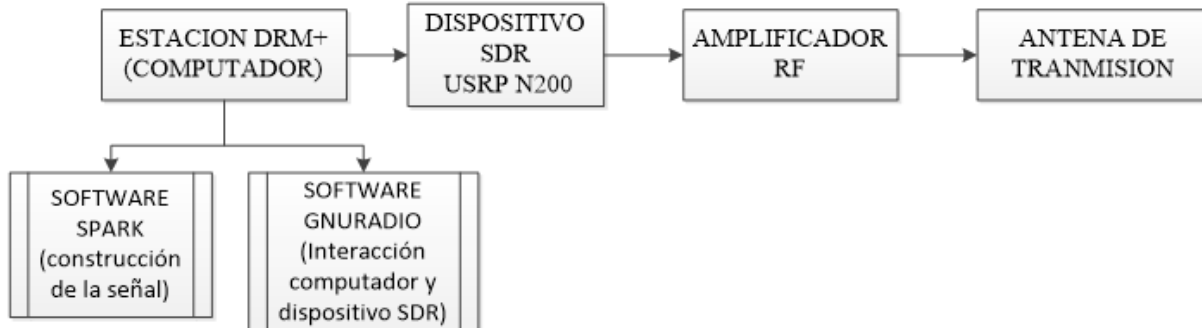 ESTACION DRM+
(COMPUTADOR)
DISPOSITIVO
SDR
USRP N200
AMPLIFICADOR
RF
ANTENA DE
TRANMISION
SOFTWARE
SPARK
(construcción
de la señal)
SOFTWARE
GNURADIO
(Interacción
computador y
dispositivo SDR)